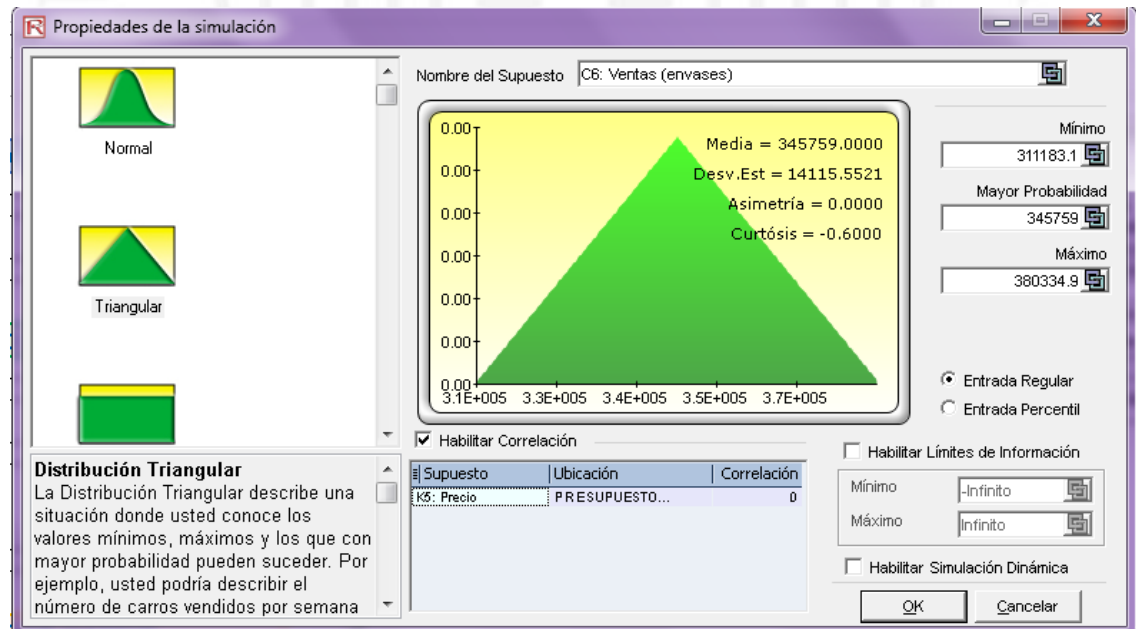 Propiedades de la simulación
Normal
Triangular
Distribución Triangular
La Distribución Triangular describe una
situación donde usted conoce los
valores mínimos, máximos y los que con
mayor probabilidad pueden suceder. Por
ejemplo, usted podría describir el
número de carros vendidos por semana
Nombre del Supuesto C6: Ventas (envases)
0.00
0.00
0.00
0.00
0.00
0.00
0.00
3.1E+005 3.3E+005 3.4E+005 3.5E+005 3.7E+005
Media = 345759.0000
Desv.Est = 14115.5521
Asimetría = 0.0000
Curtósis = -0.6000
Mínimo
311183.1
Mayor Probabilidad
345759
Máximo
380334.9
Entrada Regular
Entrada Percentil
Habilitar Correlación
Supuesto Ubicación Correlación
K5: Precio PRESUPUESTO... 0
Habilitar Límites de Información
Mínimo -Infinito
Máximo Infinito
Habilitar Simulación Dinámica
OK Cancelar